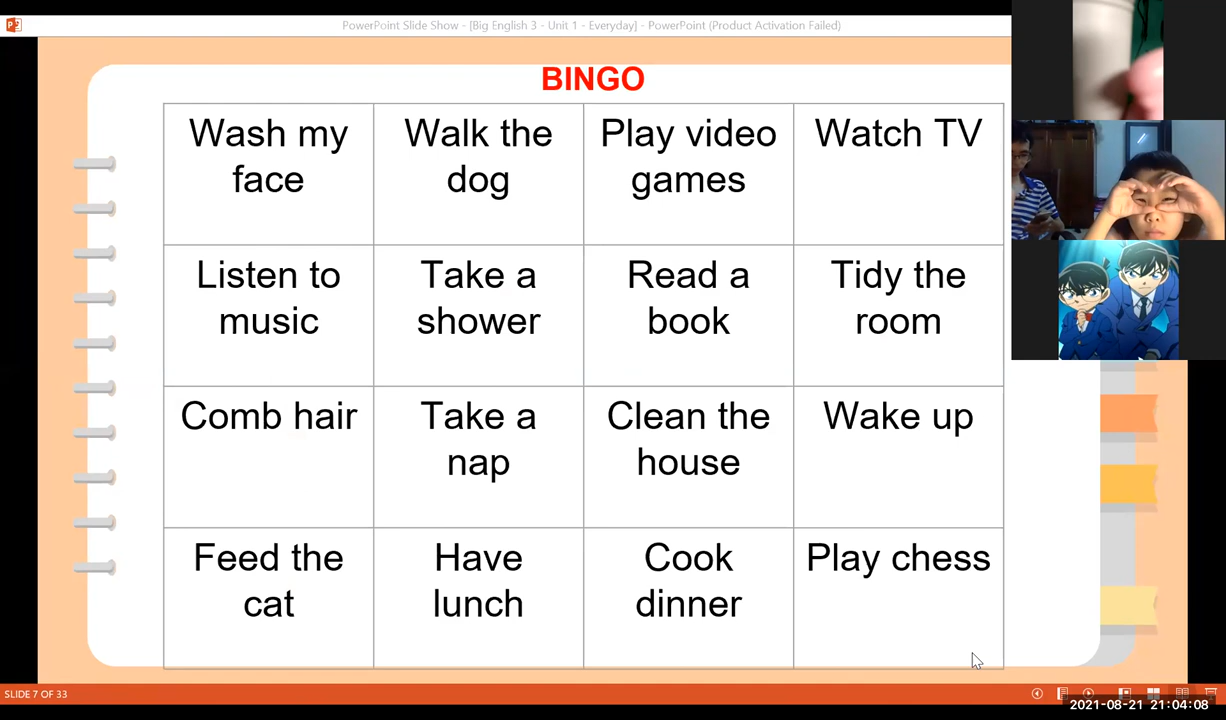 PowerPoint Slide Show - [Big English 3 - Unit 1 - Everyday] - PowerPoint (Product Activation Failed)
BINGO
Wash my
face
Walk the
dog
Play video
games
Watch TV
Listen to
music
Take a
shower
Read a
book
Tidy the
room
Comb hair
Take a
nap
Clean the
house
Wake up
Feed the
cat
Have
lunch
Cook
dinner
Play chess
SLIDE 7 OF 33
2021-08-21 21:04:08